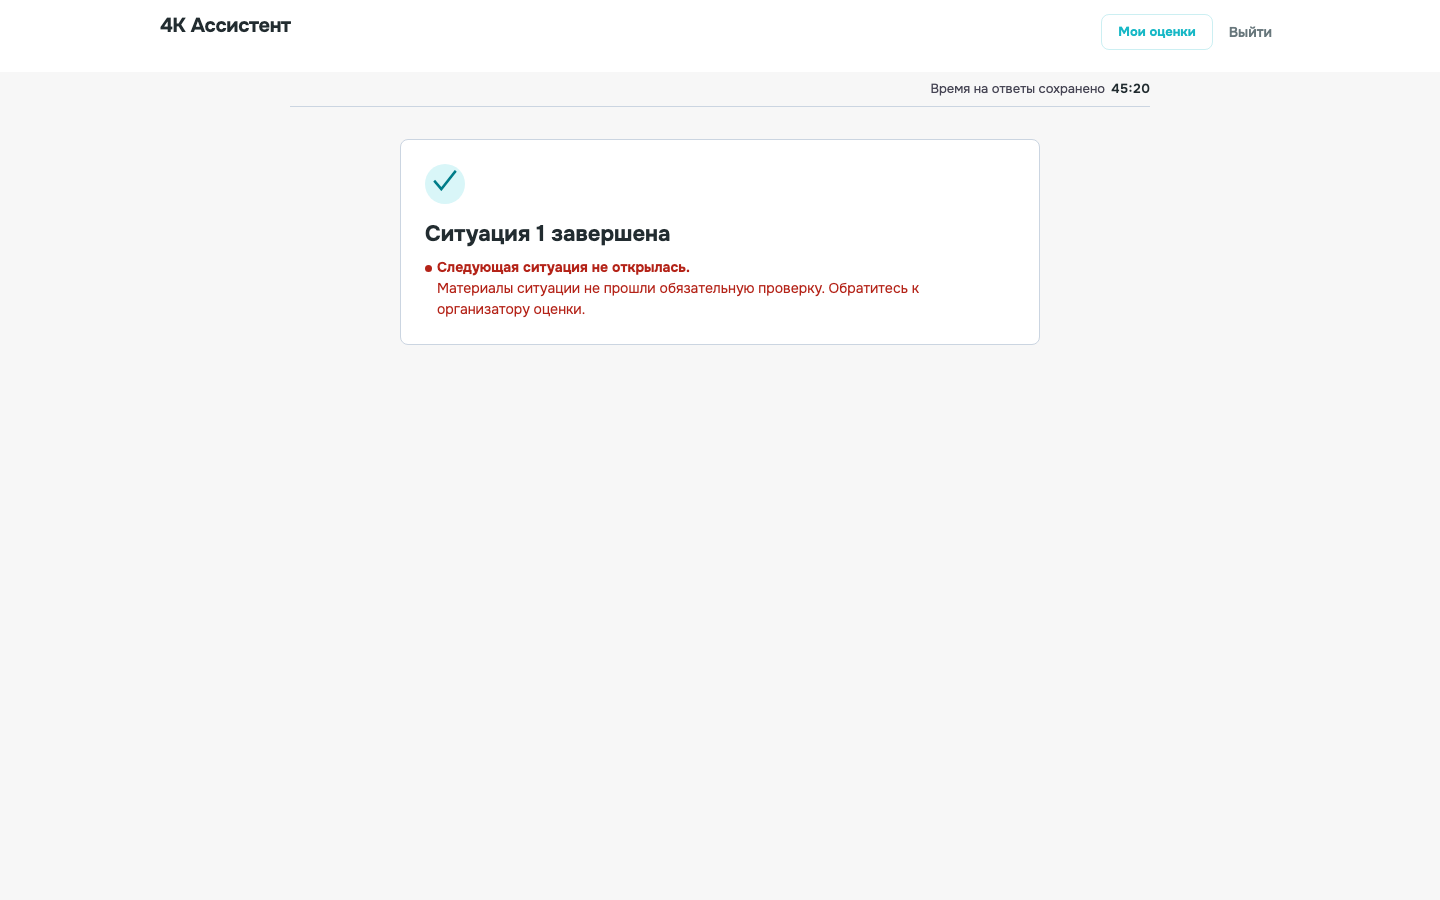 4K Ассистент
Мои оценки
Выйти
Время на ответы сохранено 45:20
Ситуация 1 завершена
Следующая ситуация не открылась.
Материалы ситуации не прошли обязательную проверку. Обратитесь к
организатору оценки.